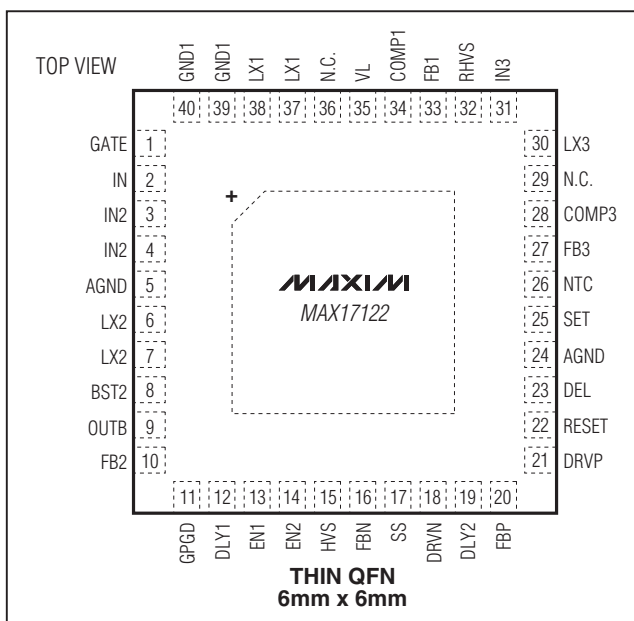 TOP VIEW
GND1 GND1 LX1 LX1 N.C. VL COMP1 FB1 RHVS IN3
40 39 38 37 36 35 34 33 32 31
GATE 1
IN 2
IN2 3
IN2 4
AGND 5
LX2 6
LX2 7
BST2 8
OUTB 9
FB2 10
+
MAXIM
MAX17122
30 LX3
29 N.C.
28 COMP3
27 FB3
26 NTC
25 SET
24 AGND
23 DEL
22 RESET
21 DRVP
11 12 13 14 15 16 17 18 19 20
GPGD DLY1 EN1 EN2 HVS FBN SS DRVN DLY2 FBP
THIN QFN
6mm x 6mm